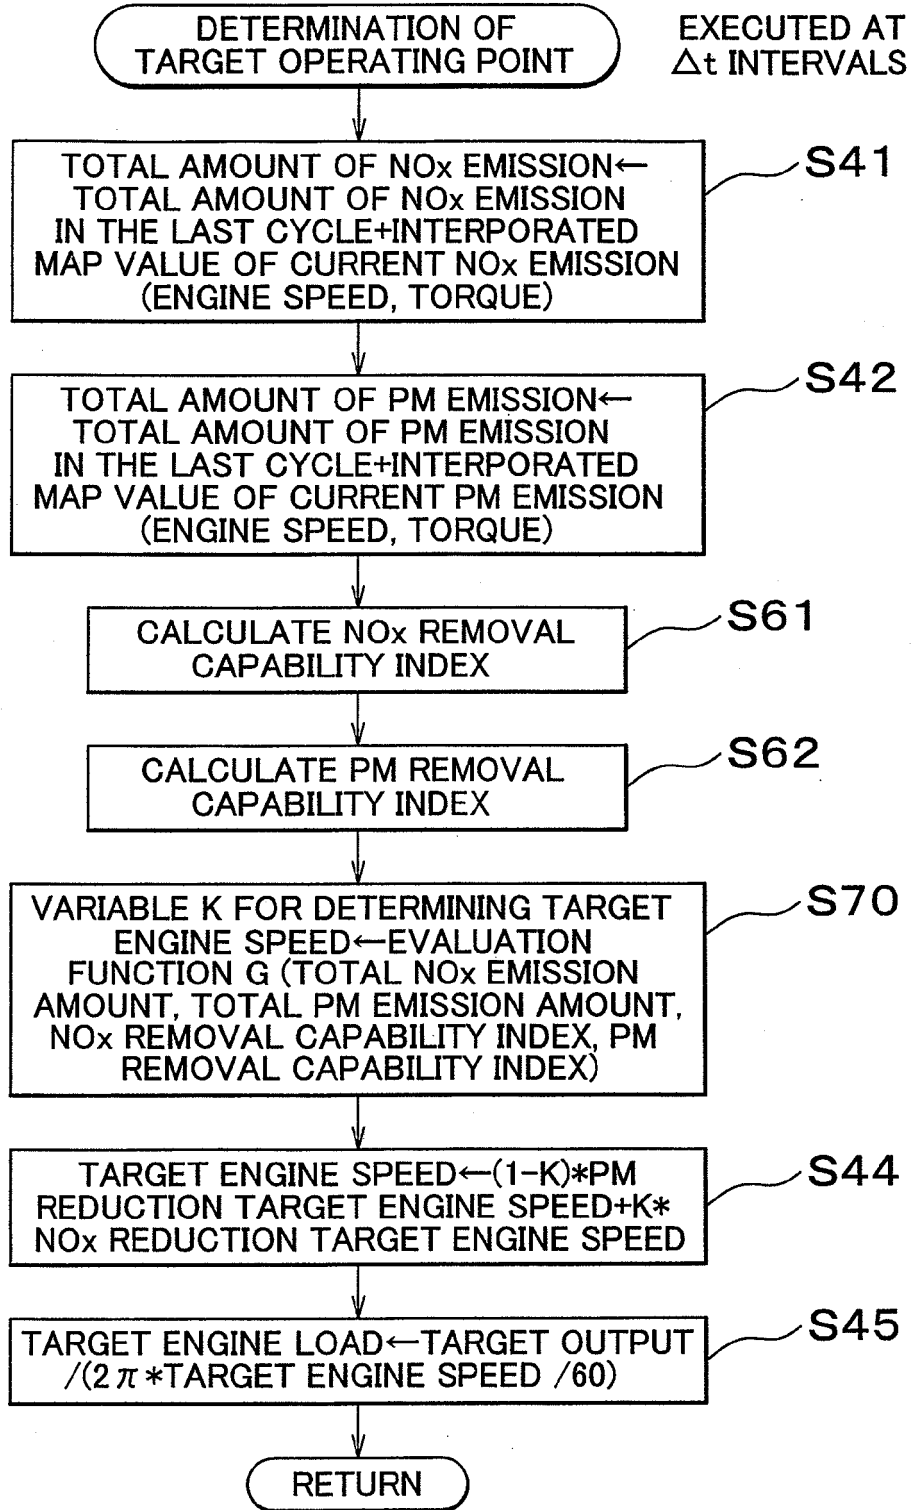 DETERMINATION OF
TARGET OPERATING POINT
EXECUTED AT
Δt INTERVALS
TOTAL AMOUNT OF NOx EMISSION←
TOTAL AMOUNT OF NOx EMISSION
IN THE LAST CYCLE+INTERPORATED
MAP VALUE OF CURRENT NOx EMISSION
(ENGINE SPEED, TORQUE)
S41
TOTAL AMOUNT OF PM EMISSION←
TOTAL AMOUNT OF PM EMISSION
IN THE LAST CYCLE+INTERPORATED
MAP VALUE OF CURRENT PM EMISSION
(ENGINE SPEED, TORQUE)
S42
CALCULATE NOx REMOVAL
CAPABILITY INDEX
S61
CALCULATE PM REMOVAL
CAPABILITY INDEX
S62
VARIABLE K FOR DETERMINING TARGET
ENGINE SPEED←EVALUATION
FUNCTION G (TOTAL NOx EMISSION
AMOUNT, TOTAL PM EMISSION AMOUNT,
NOx REMOVAL CAPABILITY INDEX, PM
REMOVAL CAPABILITY INDEX)
S70
TARGET ENGINE SPEED←(1-K)*PM
REDUCTION TARGET ENGINE SPEED+K*
NOx REDUCTION TARGET ENGINE SPEED
S44
TARGET ENGINE LOAD←TARGET OUTPUT
/(2π*TARGET ENGINE SPEED /60)
S45
RETURN